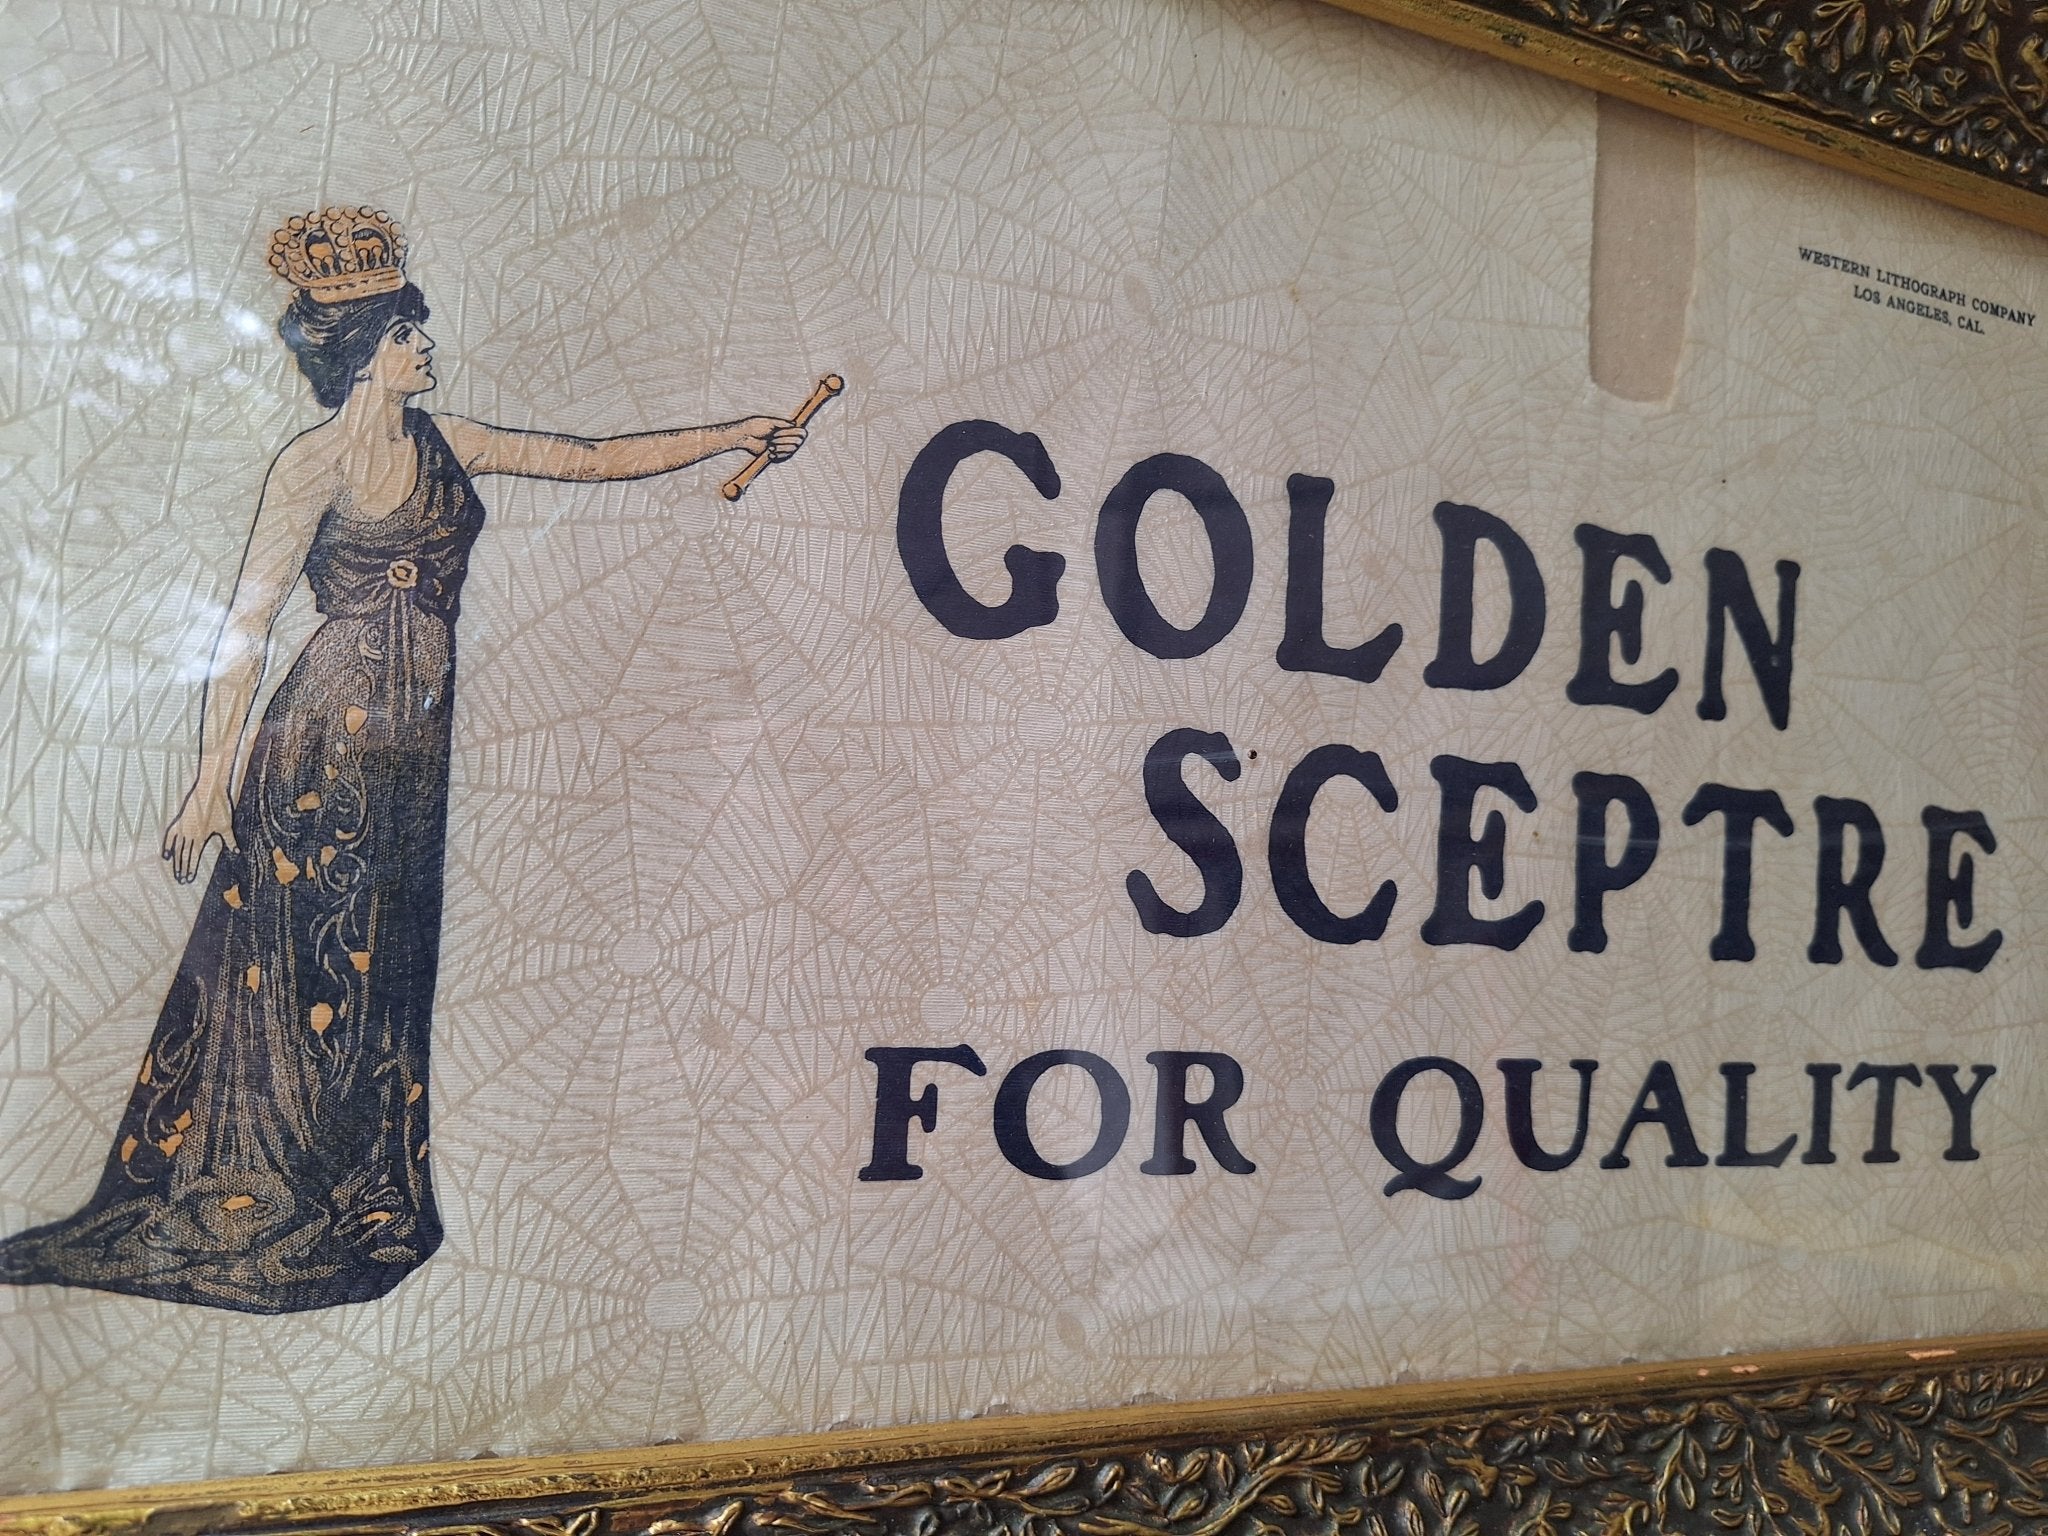 WESTERN LITHOGRAPH COMPANY
LOS ANGELES, CAL.
GOLDEN
SCEPTRE
FOR QUALITY